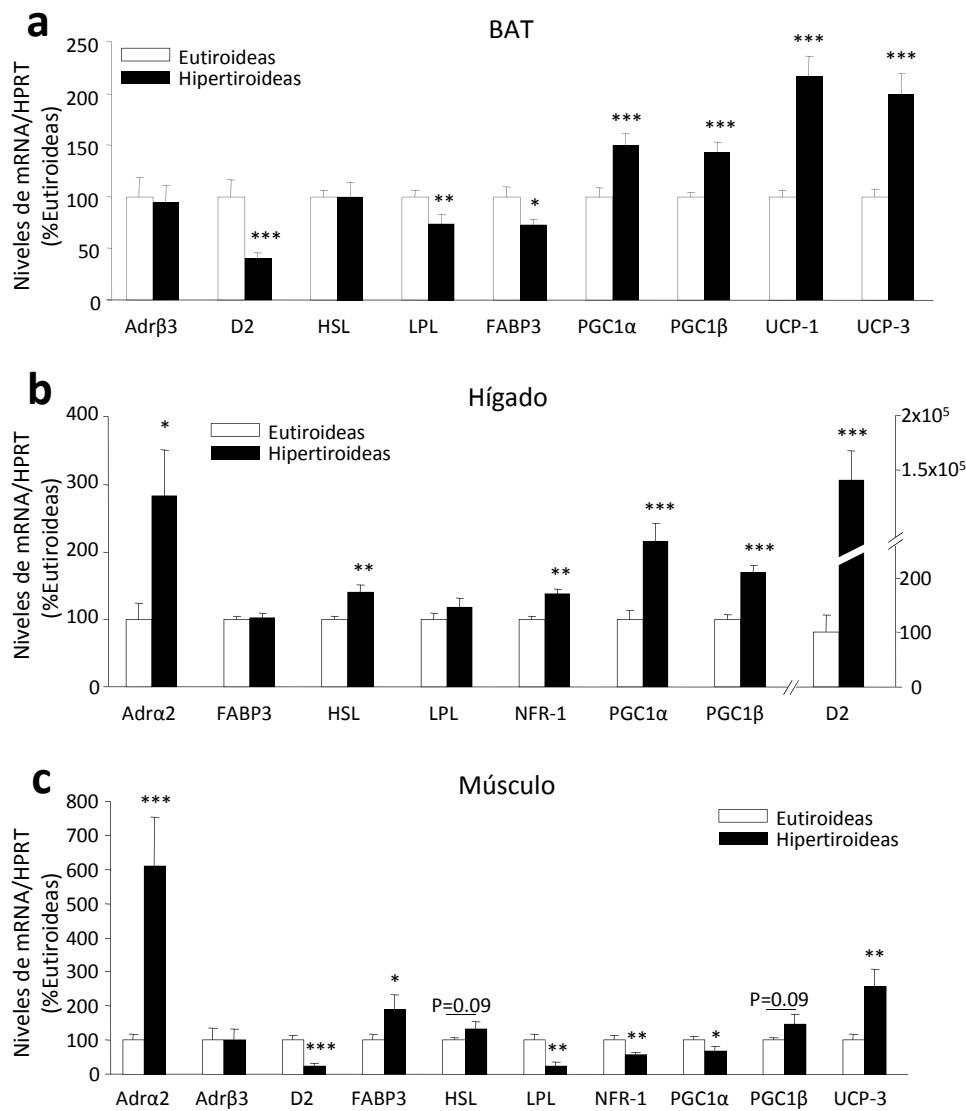 a
BAT
Eutiroideas
Hipertiroideas
Niveles de mRNA/HPRT
(%Eutiroideas)
250
200
150
100
50
0
***
**
*
***
***
***
***
Adrβ3 D2 HSL LPL FABP3 PGC1α PGC1β UCP-1 UCP-3
b
Hígado
Eutiroideas
Hipertiroideas
Niveles de mRNA/HPRT
(%Eutiroideas)
400
300
200
100
0
*
**
**
***
***
***
2x10⁵
1.5x10⁵
200
100
0
Adrα2 FABP3 HSL LPL NFR-1 PGC1α PGC1β D2
c
Músculo
Eutiroideas
Hipertiroideas
Niveles de mRNA/HPRT
(%Eutiroideas)
800
700
600
500
400
300
200
100
0
***
***
*
P=0.09
**
**
*
P=0.09
**
Adrα2 Adrβ3 D2 FABP3 HSL LPL NFR-1 PGC1α PGC1β UCP-3